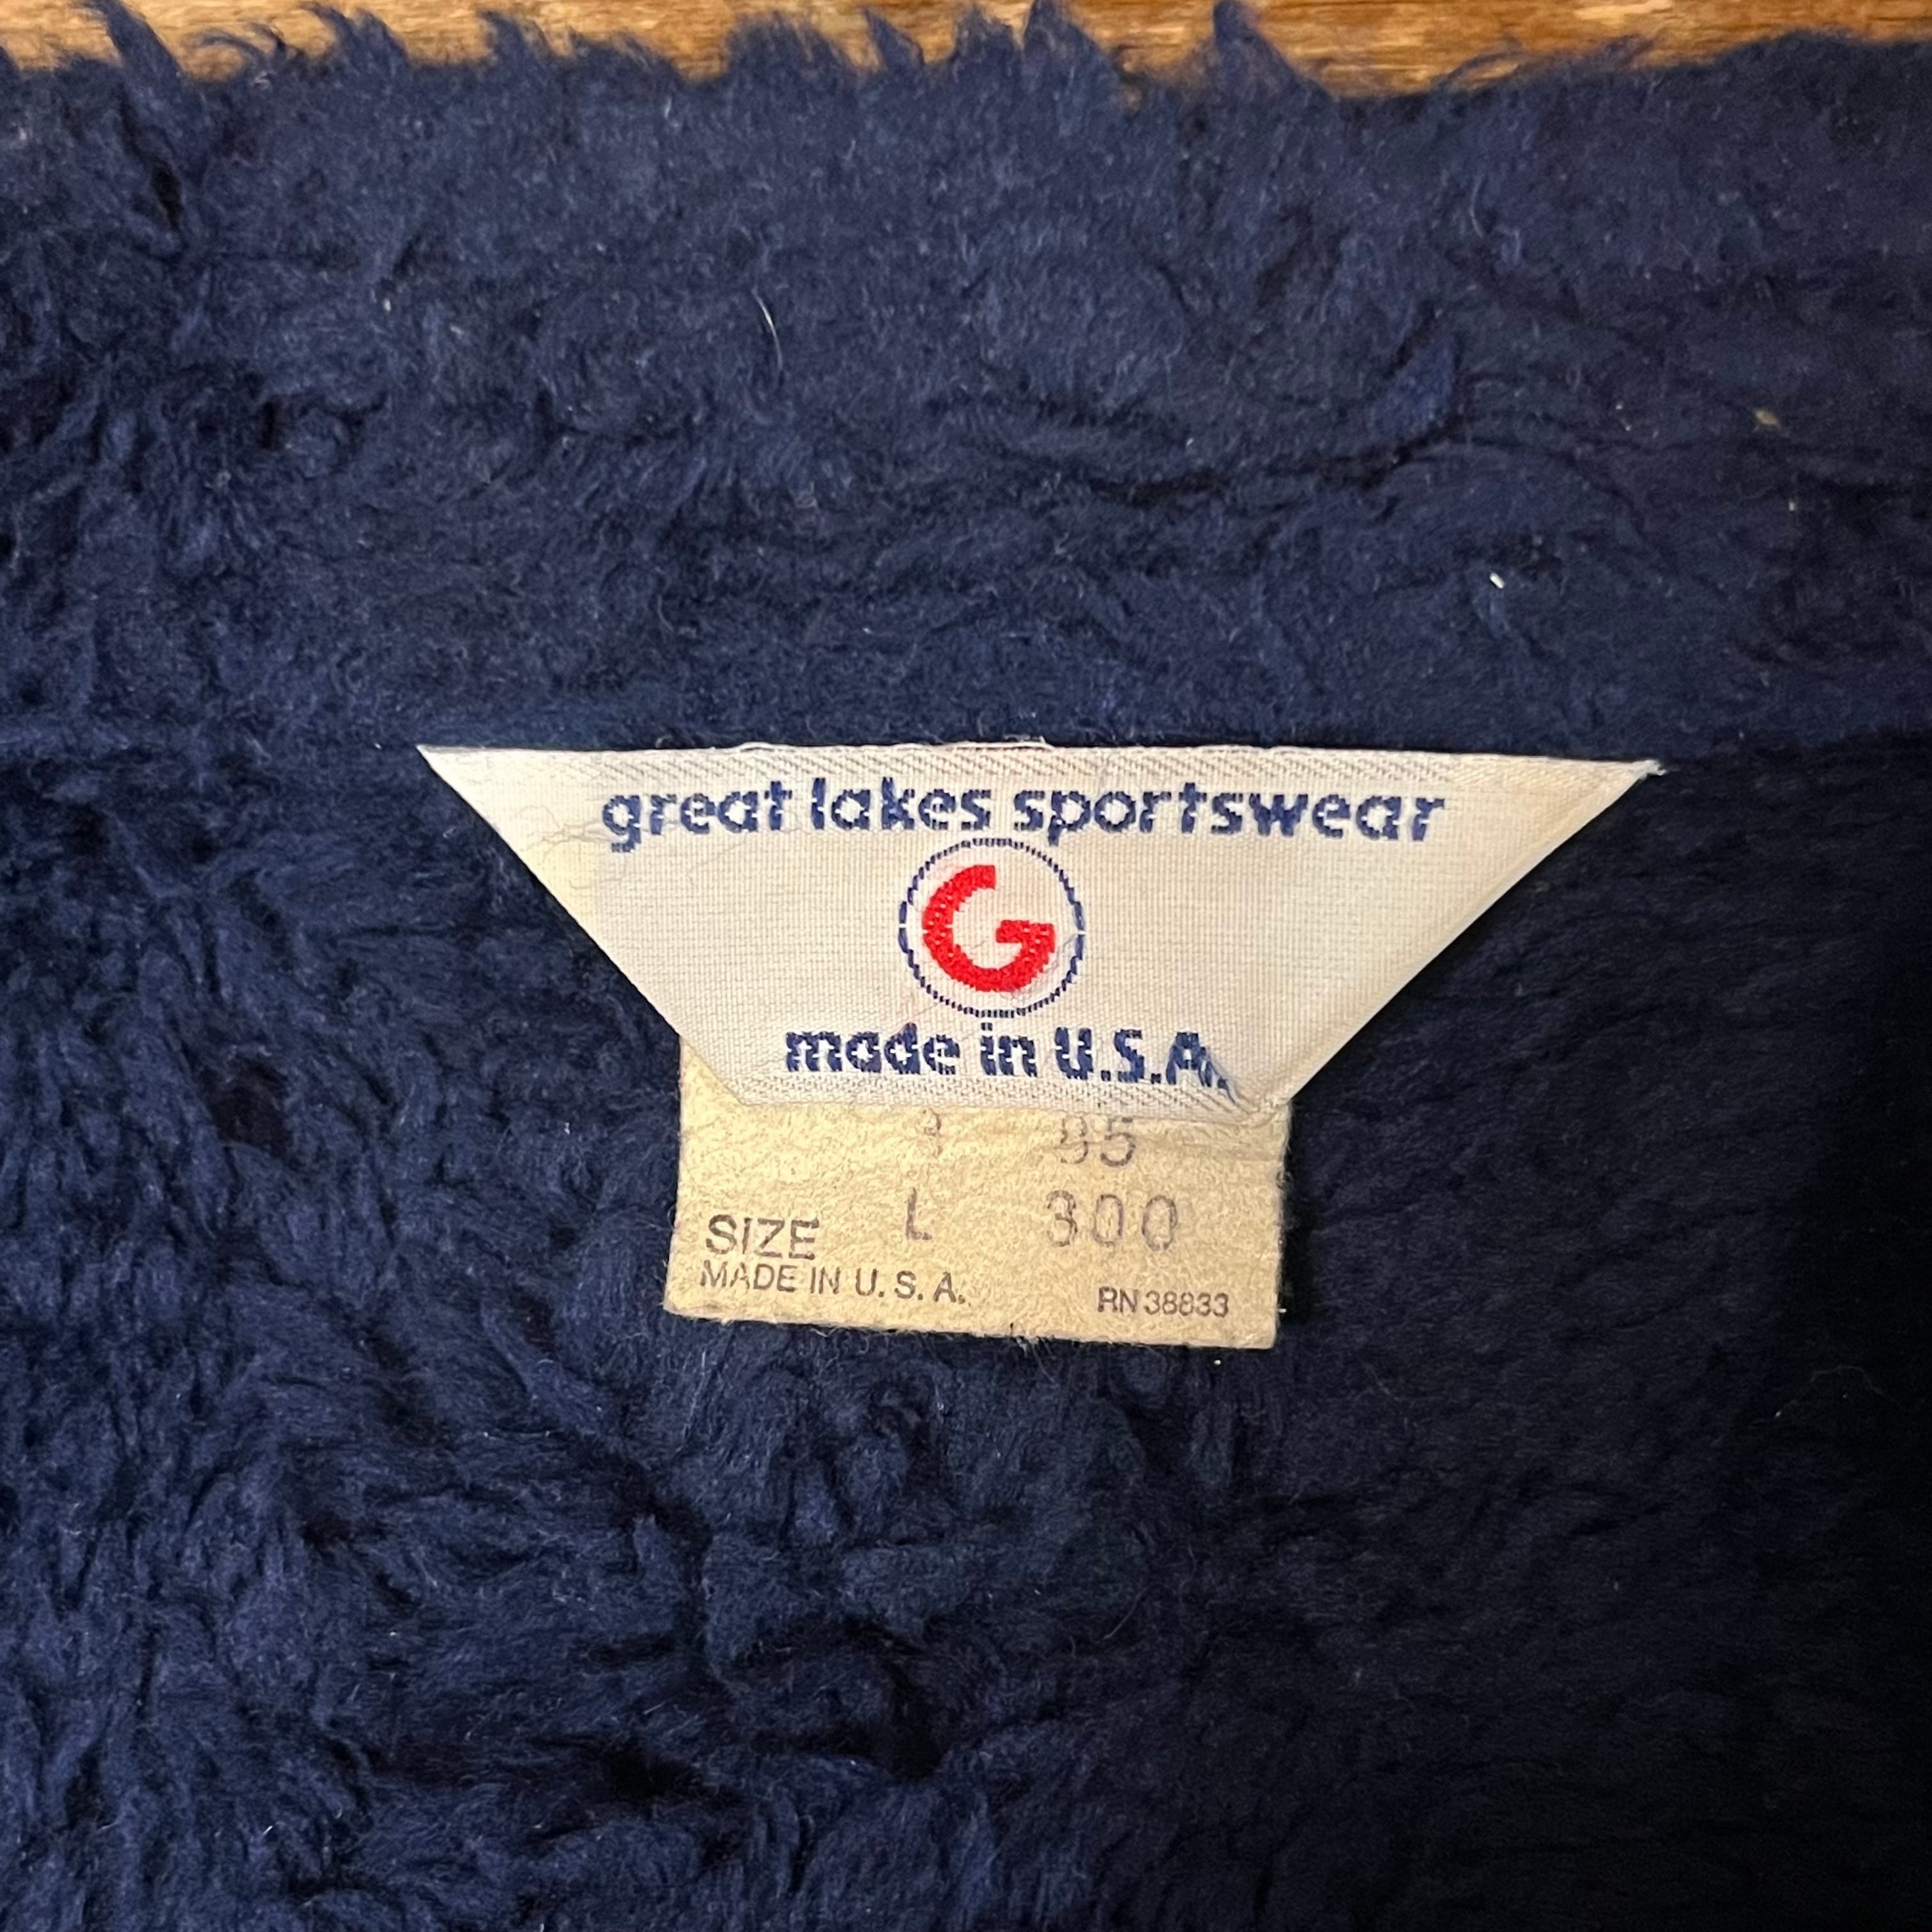 great lakes sportswear
G
made in U.S.A.
95
SIZE L 300
MADE IN U.S.A. RN 38833